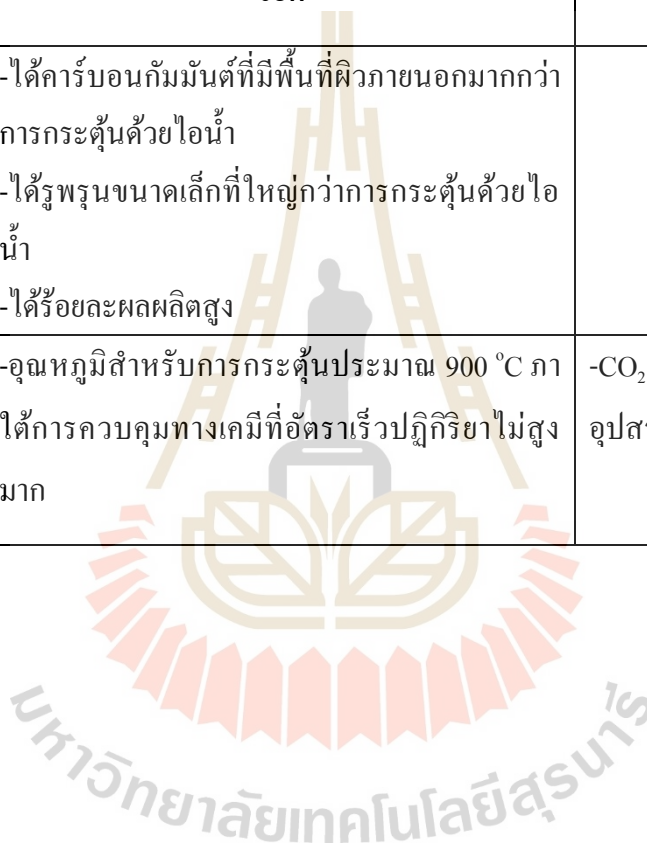 -ได้คาร์บอนกัมมันต์ที่มีพื้นที่ผิวภายนอกมากกว่า
การกระตุ้นด้วยไอน้ำ
-ได้รูพรุนขนาดเล็กที่ใหญ่กว่าการกระตุ้นด้วยไอ
น้ำ
-ได้ร้อยละผลผลิตสูง
-อุณหภูมิสำหรับการกระตุ้นประมาณ 900 °C ภา -CO₂
ใต้การควบคุมทางเคมีที่อัตราเร็วปฏิกิริยาไม่สูง
มาก
มหาวิทยาลัยเทคโนโลยีสุรนารี